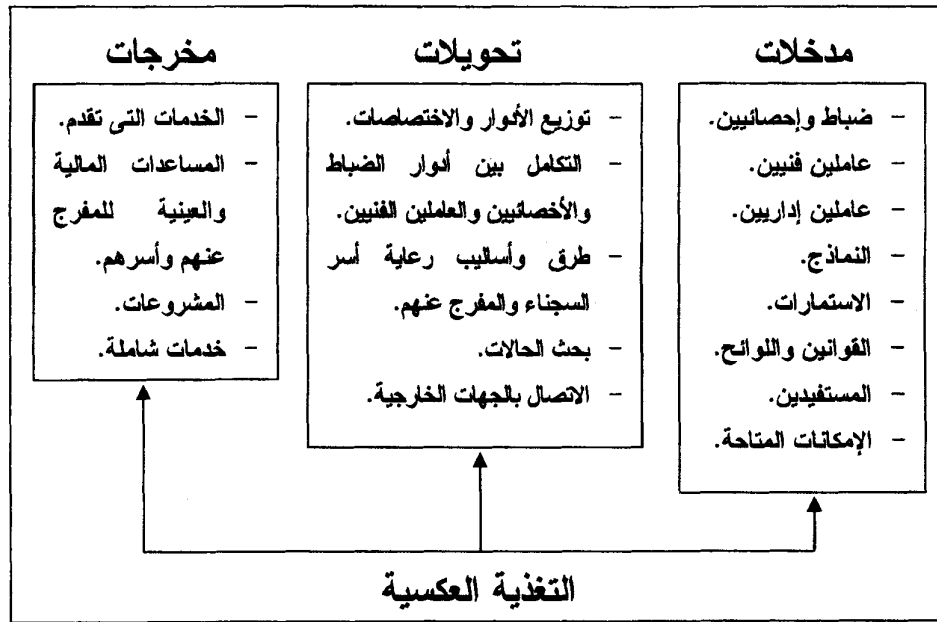 مدخلات
– ضباط وإحصائيين.
– عاملين فنيين.
– عاملين إداريين.
– النماذج.
– الاستمارات.
– القوانين واللوائح.
– المستفيدين.
– الإمكانات المتاحة.
تحويلات
– توزيع الأدوار والاختصاصات.
– التكامل بين أدوار الضباط
والأخصائيين والعاملين الفنيين.
– طرق وأساليب رعاية أسر
السجناء والمفرج عنهم.
– بحث الحالات.
– الاتصال بالجهات الخارجية.
مخرجات
– الخدمات التى تقدم.
– المساعدات المالية
والعينية للمفرج
عنهم وأسرهم.
– المشروعات.
– خدمات شاملة.
التغذية العكسية